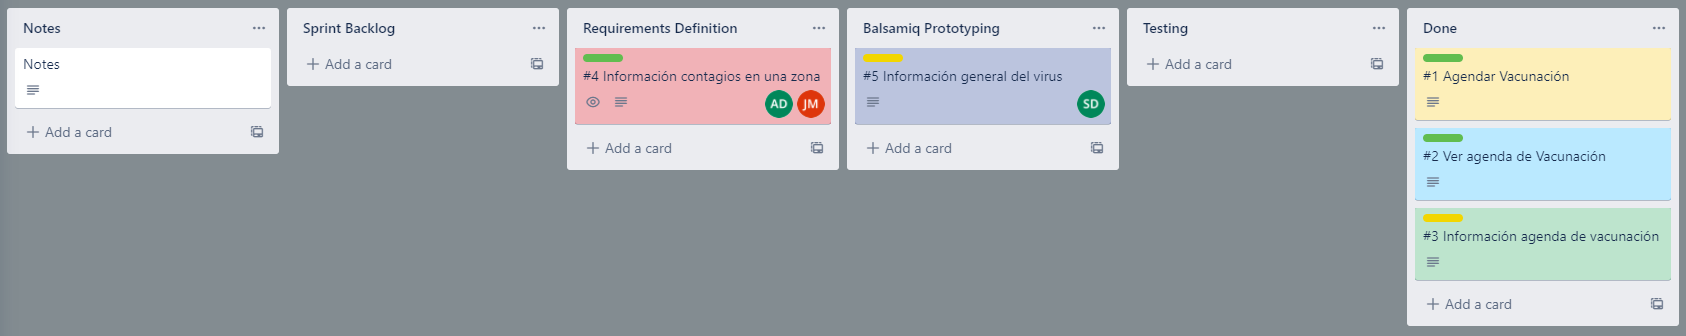 Notes
Notes
Add a card
Sprint Backlog
Add a card
Requirements Definition
#4 Información contagios en una zona
AD JM
Add a card
Balsamiq Prototyping
#5 Información general del virus
SD
Add a card
Testing
Add a card
Done
#1 Agendar Vacunación
#2 Ver agenda de Vacunación
#3 Información agenda de vacunación
Add a card